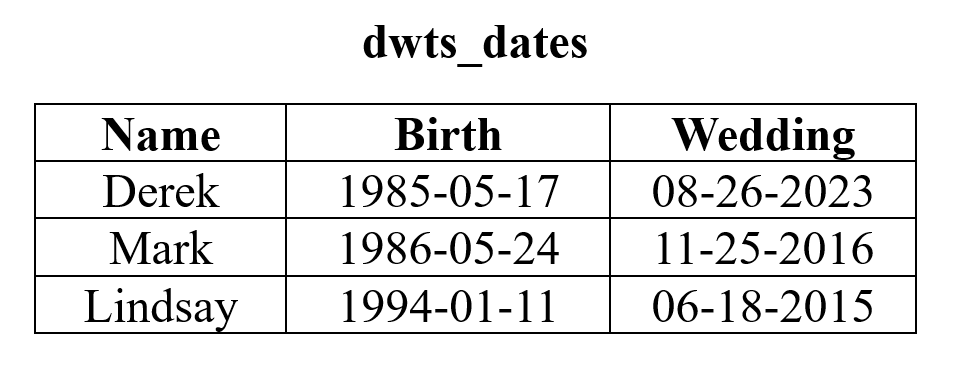 dwts_dates
Name Birth Wedding
Derek 1985-05-17 08-26-2023
Mark 1986-05-24 11-25-2016
Lindsay 1994-01-11 06-18-2015